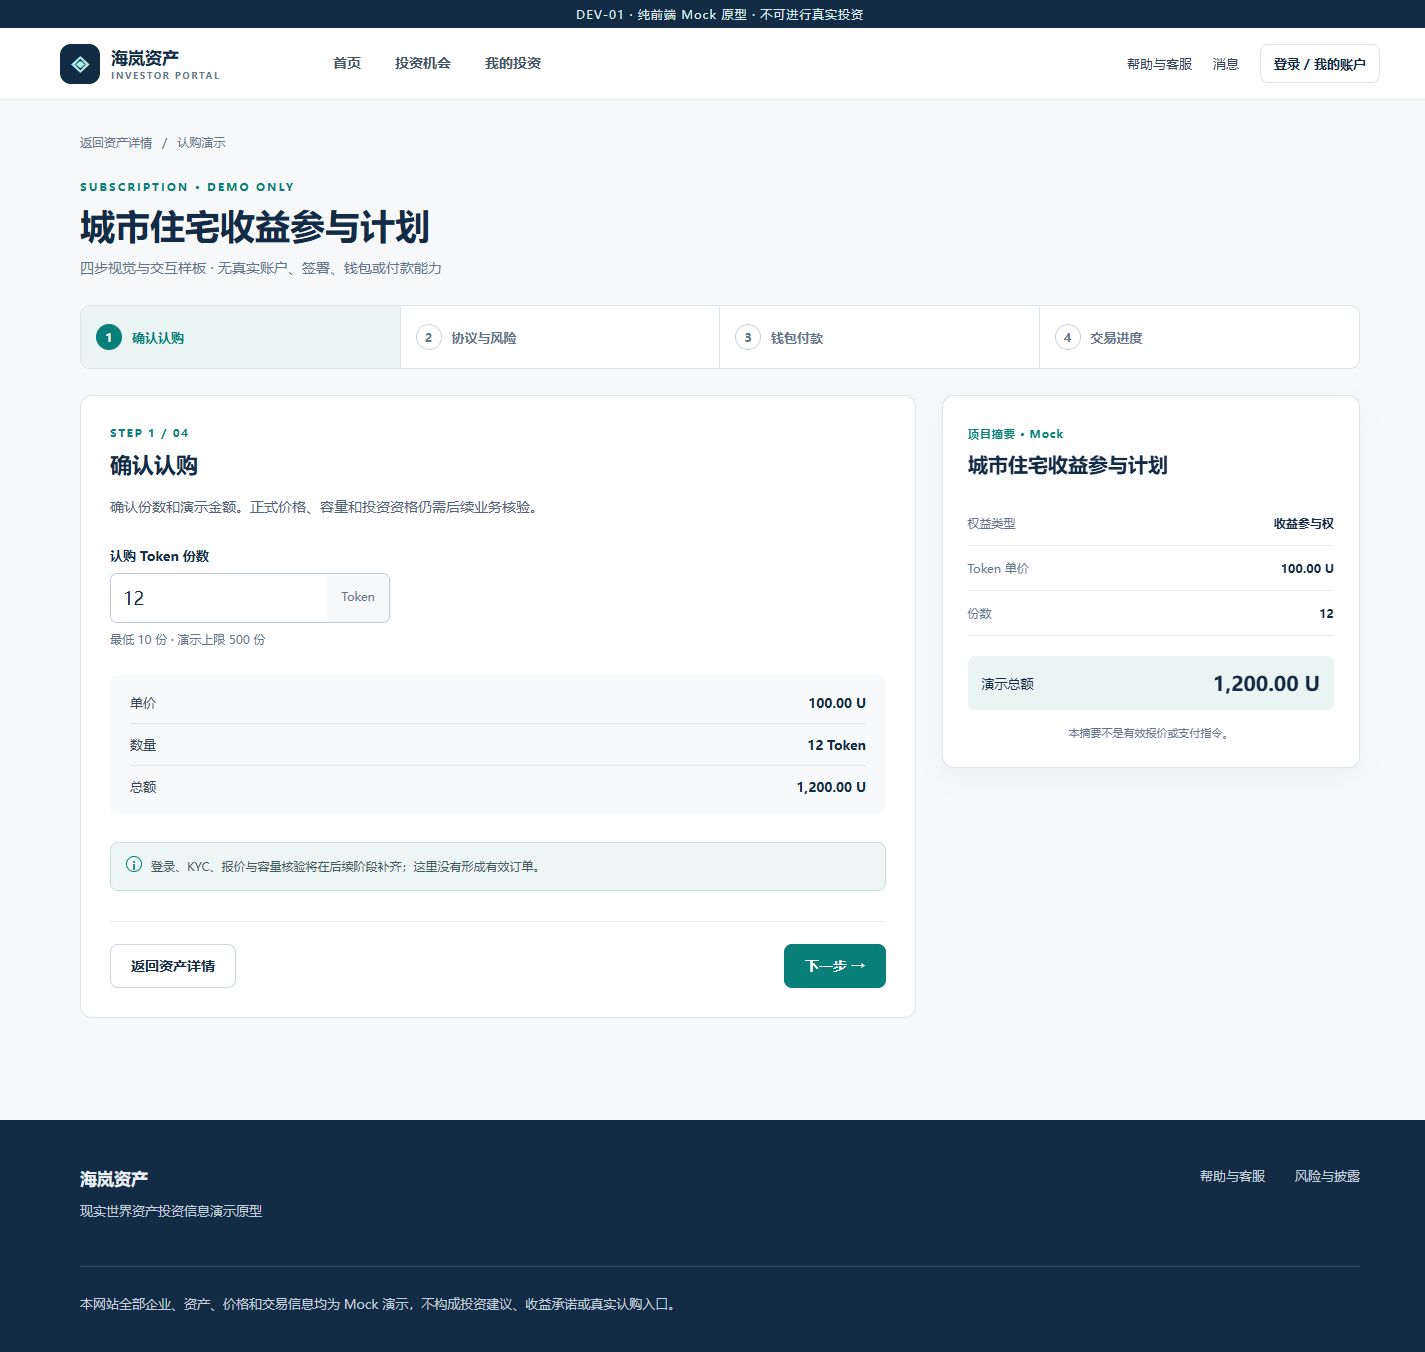 DEV-01 · 纯前端 Mock 原型 · 不可进行真实投资
海岚资产
INVESTOR PORTAL
首页 投资机会 我的投资
帮助与客服 消息 登录 / 我的账户
返回资产详情 / 认购演示
SUBSCRIPTION • DEMO ONLY
城市住宅收益参与计划
四步视觉与交互样板 · 无真实账户、签署、钱包或付款能力
1 确认认购
2 协议与风险
3 钱包付款
4 交易进度
STEP 1 / 04
确认认购
确认份数和演示金额。正式价格、容量和投资资格仍需后续业务核验。
认购 Token 份数
12 Token
最低 10 份 · 演示上限 500 份
单价 100.00 U
数量 12 Token
总额 1,200.00 U
登录、KYC、报价与容量核验将在后续阶段补齐；这里没有形成有效订单。
返回资产详情
下一步 →
项目摘要 • Mock
城市住宅收益参与计划
权益类型 收益参与权
Token 单价 100.00 U
份数 12
演示总额 1,200.00 U
本摘要不是有效报价或支付指令。
海岚资产
现实世界资产投资信息演示原型
帮助与客服 风险与披露
本网站全部企业、资产、价格和交易信息均为 Mock 演示，不构成投资建议、收益承诺或真实认购入口。